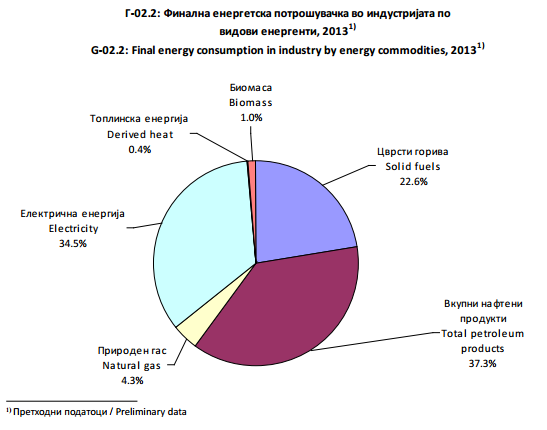 Г-02.2: Финална енергетска потрошувачка во индустријата по
видови енергенти, 2013¹⁾
G-02.2: Final energy consumption in industry by energy commodities, 2013¹⁾
Биомаса
Biomass
1.0%
Топлинска енергија
Derived heat
0.4%
Цврсти горива
Solid fuels
22.6%
Електрична енергија
Electricity
34.5%
Вкупни нафтени
продукти
Total petroleum
products
37.3%
Природен гас
Natural gas
4.3%
¹⁾ Претходни податоци / Preliminary data